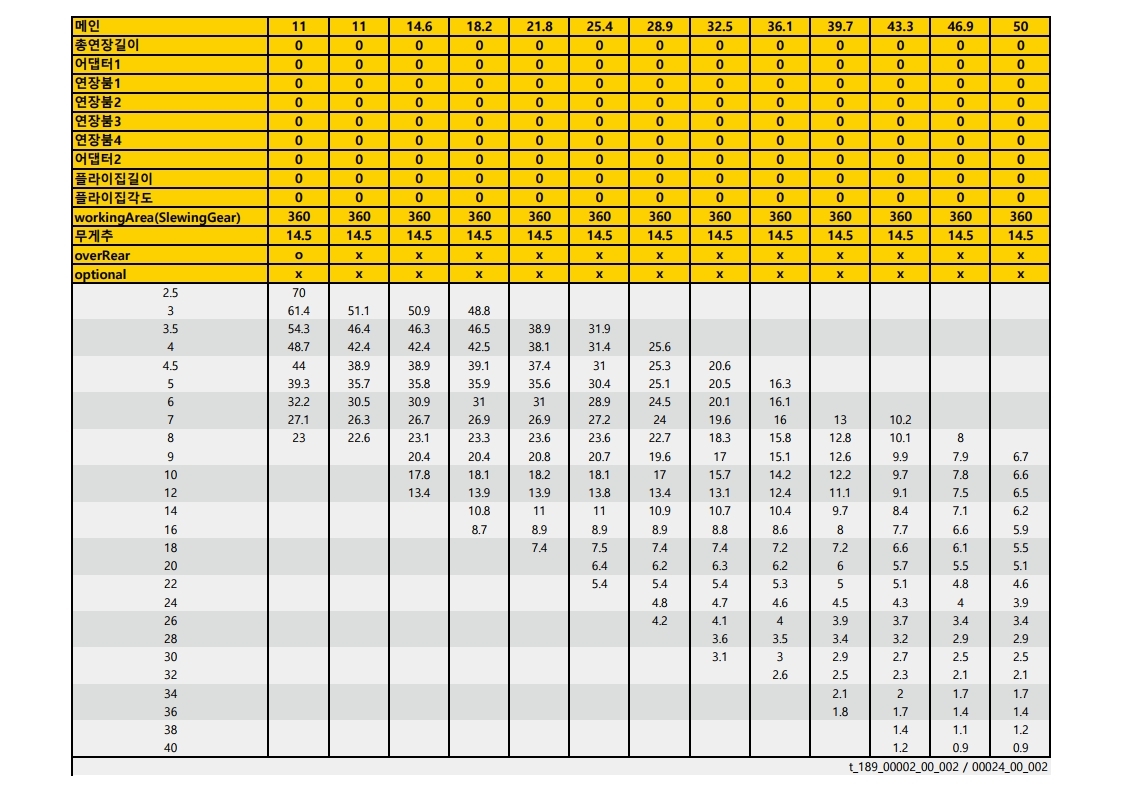 메인 11 11 14.6 18.2 21.8 25.4 28.9 32.5 36.1 39.7 43.3 46.9 50
총연장길이 0 0 0 0 0 0 0 0 0 0 0 0 0
어댑터1 0 0 0 0 0 0 0 0 0 0 0 0 0
연장붐1 0 0 0 0 0 0 0 0 0 0 0 0 0
연장붐2 0 0 0 0 0 0 0 0 0 0 0 0 0
연장붐3 0 0 0 0 0 0 0 0 0 0 0 0 0
연장붐4 0 0 0 0 0 0 0 0 0 0 0 0 0
어댑터2 0 0 0 0 0 0 0 0 0 0 0 0 0
플라이집길이 0 0 0 0 0 0 0 0 0 0 0 0 0
플라이집각도 0 0 0 0 0 0 0 0 0 0 0 0 0
workingArea(SlewingGear) 360 360 360 360 360 360 360 360 360 360 360 360 360
무게추 14.5 14.5 14.5 14.5 14.5 14.5 14.5 14.5 14.5 14.5 14.5 14.5 14.5
overRear o x x x x x x x x x x x x
optional x x x x x x x x x x x x x
2.5 70
3 61.4 51.1 50.9 48.8
3.5 54.3 46.4 46.3 46.5 38.9 31.9
4 48.7 42.4 42.4 42.5 38.1 31.4 25.6
4.5 44 38.9 38.9 39.1 37.4 31 25.3 20.6
5 39.3 35.7 35.8 35.9 35.6 30.4 25.1 20.5 16.3
6 32.2 30.5 30.9 31 31 28.9 24.5 20.1 16.1
7 27.1 26.3 26.7 26.9 26.9 27.2 24 19.6 16 13 10.2
8 23 22.6 23.1 23.3 23.6 23.6 22.7 18.3 15.8 12.8 10.1 8
9 20.4 20.4 20.8 20.7 19.6 17 15.1 12.6 9.9 7.9 6.7
10 17.8 18.1 18.2 18.1 17 15.7 14.2 12.2 9.7 7.8 6.6
12 13.4 13.9 13.9 13.8 13.4 13.1 12.4 11.1 9.1 7.5 6.5
14 10.8 11 11 10.9 10.7 10.4 9.7 8.4 7.1 6.2
16 8.7 8.9 8.9 8.9 8.8 8.6 8 7.7 6.6 5.9
18 7.4 7.5 7.4 7.4 7.2 7.2 6.6 6.1 5.5
20 6.4 6.2 6.3 6.2 6 5.7 5.5 5.1
22 5.4 5.4 5.4 5.3 5 5.1 4.8 4.6
24 4.8 4.7 4.6 4.5 4.3 4 3.9
26 4.2 4.1 4 3.9 3.7 3.4 3.4
28 3.6 3.5 3.4 3.2 2.9 2.9
30 3.1 3 2.9 2.7 2.5 2.5
32 2.6 2.5 2.3 2.1 2.1
34 2.1 2 1.7 1.7
36 1.8 1.7 1.4 1.4
38 1.4 1.1 1.2
40 1.2 0.9 0.9
t_189_00002_00_002 / 00024_00_002